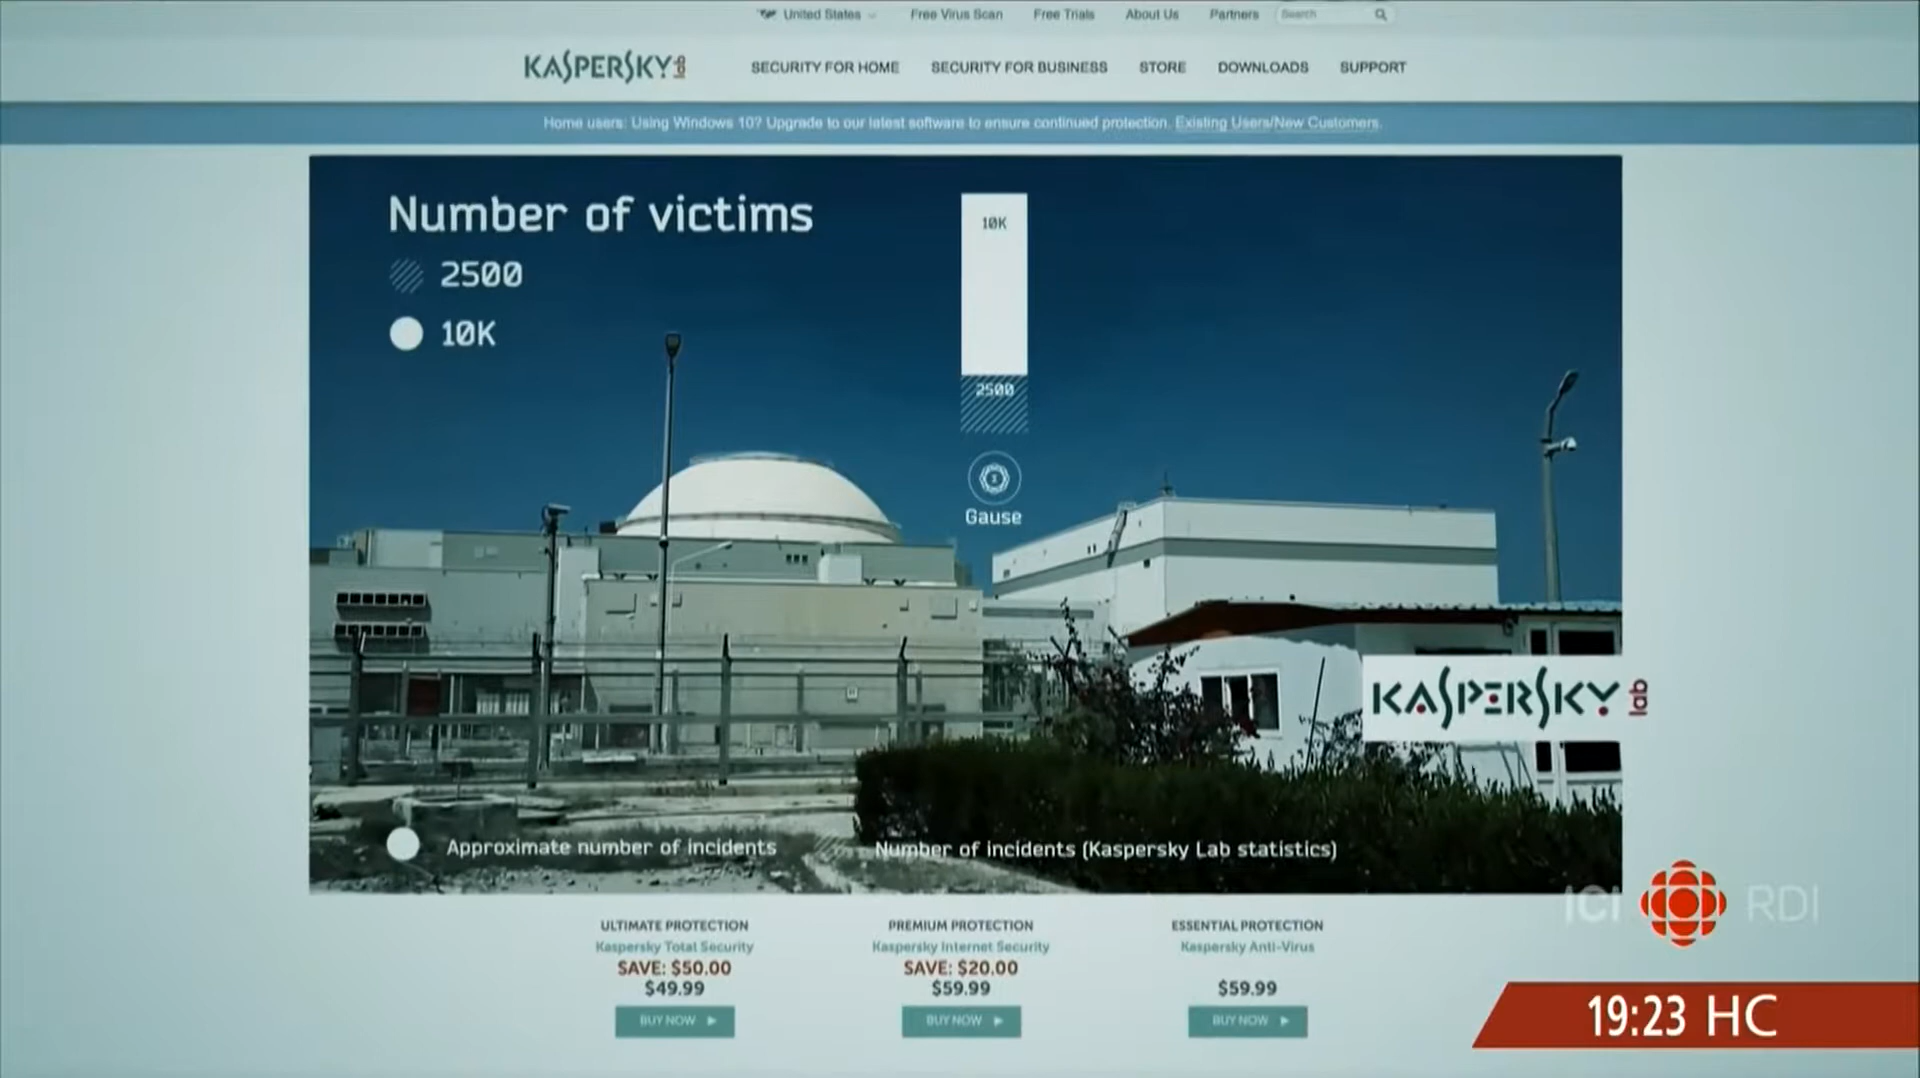 United States
Free Virus Scan
Free Trials
About Us
Partners
Search
KASPERSKY lab
SECURITY FOR HOME
SECURITY FOR BUSINESS
STORE
DOWNLOADS
SUPPORT
Home users: Using Windows 10? Upgrade to our latest software to ensure continued protection. Existing Users/New Customers.
Number of victims
2500
10K
10K
2500
Gause
KASPERSKY lab
Approximate number of incidents
Number of incidents (Kaspersky Lab statistics)
ICI RDI
ULTIMATE PROTECTION
Kaspersky Total Security
SAVE: $50.00
$49.99
BUY NOW
PREMIUM PROTECTION
Kaspersky Internet Security
SAVE: $20.00
$59.99
BUY NOW
ESSENTIAL PROTECTION
Kaspersky Anti-Virus
$59.99
BUY NOW
19:23 HC